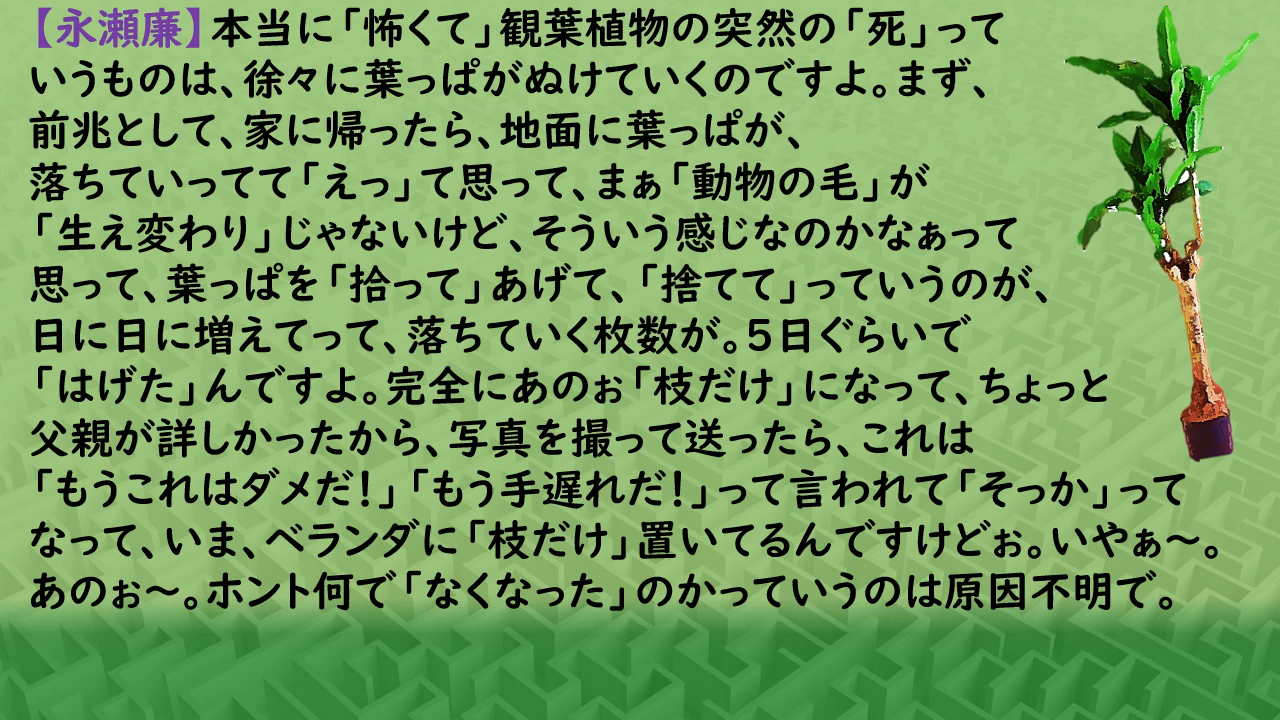 【永瀬廉】本当に「怖くて」観葉植物の突然の「死」って
いうものは、徐々に葉っぱがぬけていくのですよ。まず、
前兆として、家に帰ったら、地面に葉っぱが、
落ちていってて「えっ」て思って、まぁ「動物の毛」が
「生え変わり」じゃないけど、そういう感じなのかなぁって
思って、葉っぱを「拾って」あげて、「捨てて」っていうのが、
日に日に増えてって、落ちていく枚数が。５日ぐらいで
「はげた」んですよ。完全にあのぉ「枝だけ」になって、ちょっと
父親が詳しかったから、写真を撮って送ったら、これは
「もうこれはダメだ！」「もう手遅れだ！」って言われて「そっか」って
なって、いま、ベランダに「枝だけ」置いてるんですけどぉ。いやぁ～。
あのぉ～。ホント何で「なくなった」のかっていうのは原因不明で。